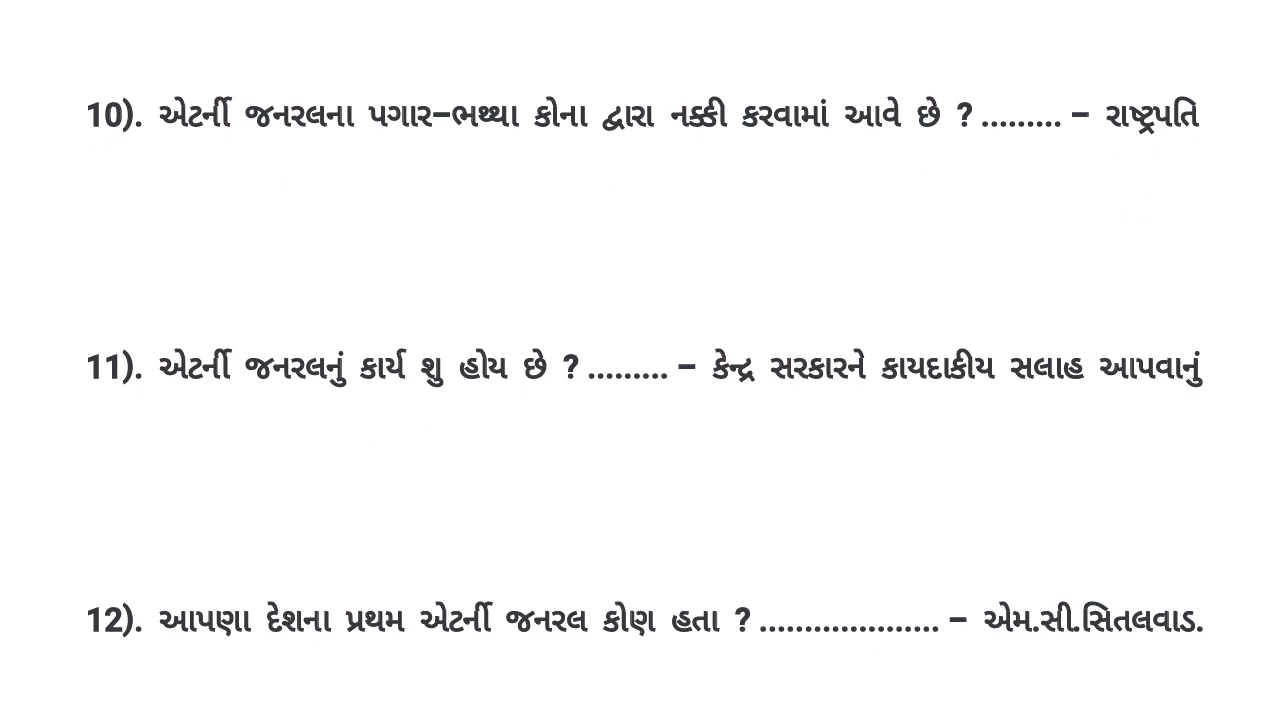 10). એટર્ની જનરલના પગાર–ભથ્થા કોના દ્વારા નક્કી કરવામાં આવે છે ? ......... – રાષ્ટ્રપતિ
11). એટર્ની જનરલનું કાર્ય શુ હોય છે ? ......... – કેન્દ્ર સરકારને કાયદાકીય સલાહ આપવાનું
12). આપણા દેશના પ્રથમ એટર્ની જનરલ કોણ હતા ? .................... – એમ.સી.સિતલવાડ.